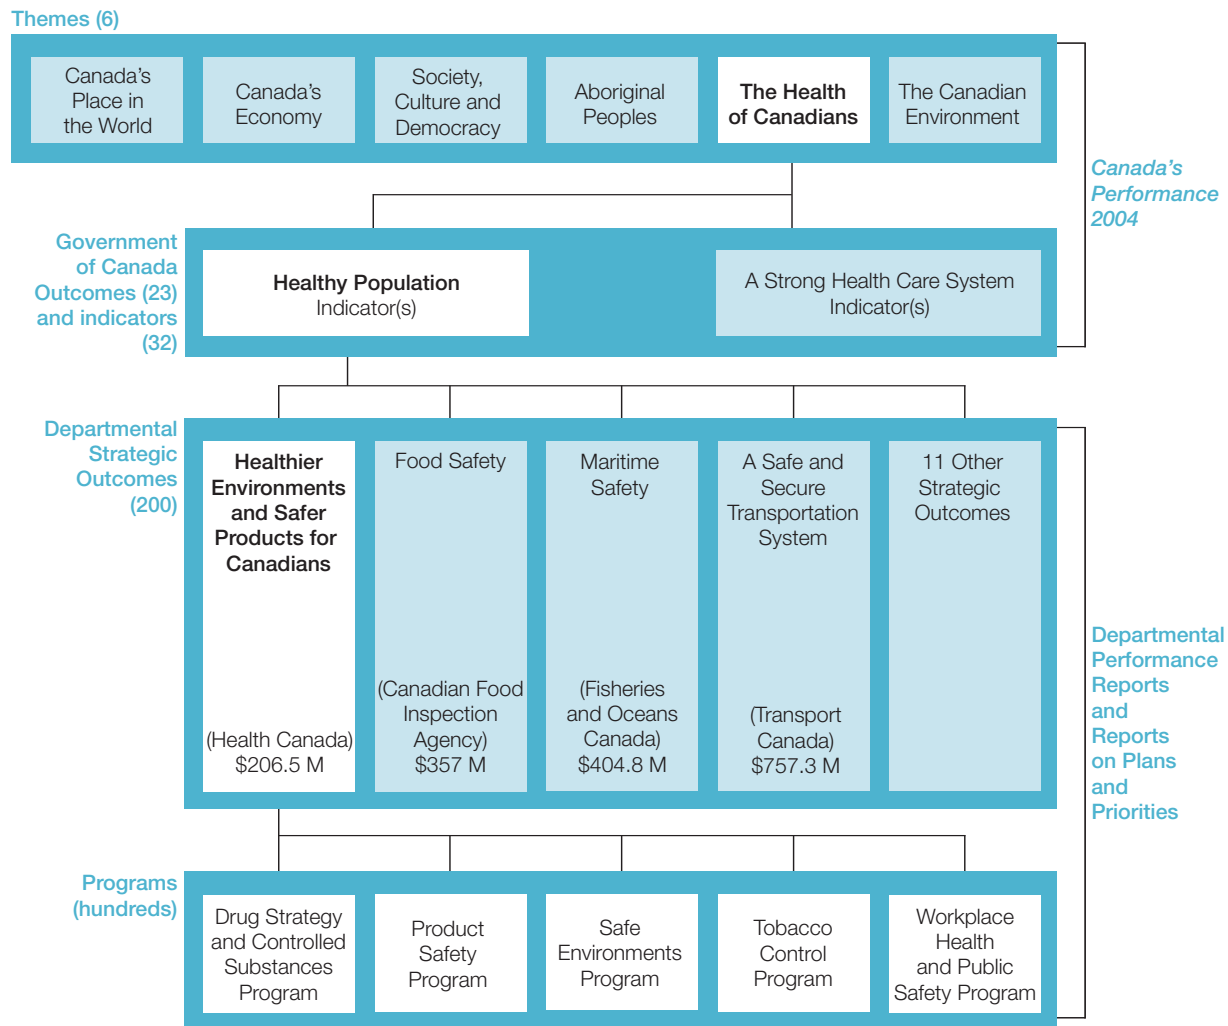 Themes (6)
Canada's
Place in
the World
Canada's
Economy
Society,
Culture and
Democracy
Aboriginal
Peoples
The Health
of Canadians
The Canadian
Environment
Canada's
Performance
2004
Government
of Canada
Outcomes (23)
and indicators
(32)
Healthy Population
Indicator(s)
A Strong Health Care System
Indicator(s)
Departmental
Strategic
Outcomes
(200)
Healthier
Environments
and Safer
Products for
Canadians
(Health Canada)
$206.5 M
Food Safety
(Canadian Food
Inspection
Agency)
$357 M
Maritime
Safety
(Fisheries
and Oceans
Canada)
$404.8 M
A Safe and
Secure
Transportation
System
(Transport
Canada)
$757.3 M
11 Other
Strategic
Outcomes
Departmental
Performance
Reports
and
Reports
on Plans
and
Priorities
Programs
(hundreds)
Drug Strategy
and Controlled
Substances
Program
Product
Safety
Program
Safe
Environments
Program
Tobacco
Control
Program
Workplace
Health
and Public
Safety Program